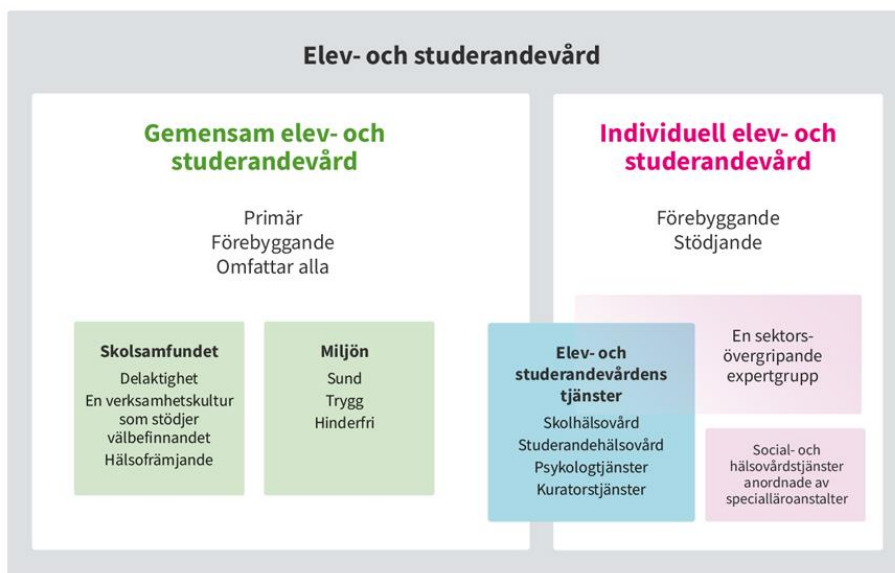 Elev- och studerandevård
Gemensam elev- och
studerandevård
Primär
Förebyggande
Omfattar alla
Skolsamfundet
Delaktighet
En verksamhetskultur
som stödjer
välbefinnandet
Hälsofrämjande
Miljön
Sund
Trygg
Hinderfri
Individuell elev- och
studerandevård
Förebyggande
Stödjande
Elev- och
studerandevårdens
tjänster
Skolhälsovård
Studerandehälsovård
Psykologtjänster
Kuratorstjänster
En sektors-
övergripande
expertgrupp
Social- och
hälsovårdstjänster
anordnade av
specialläroanstalter